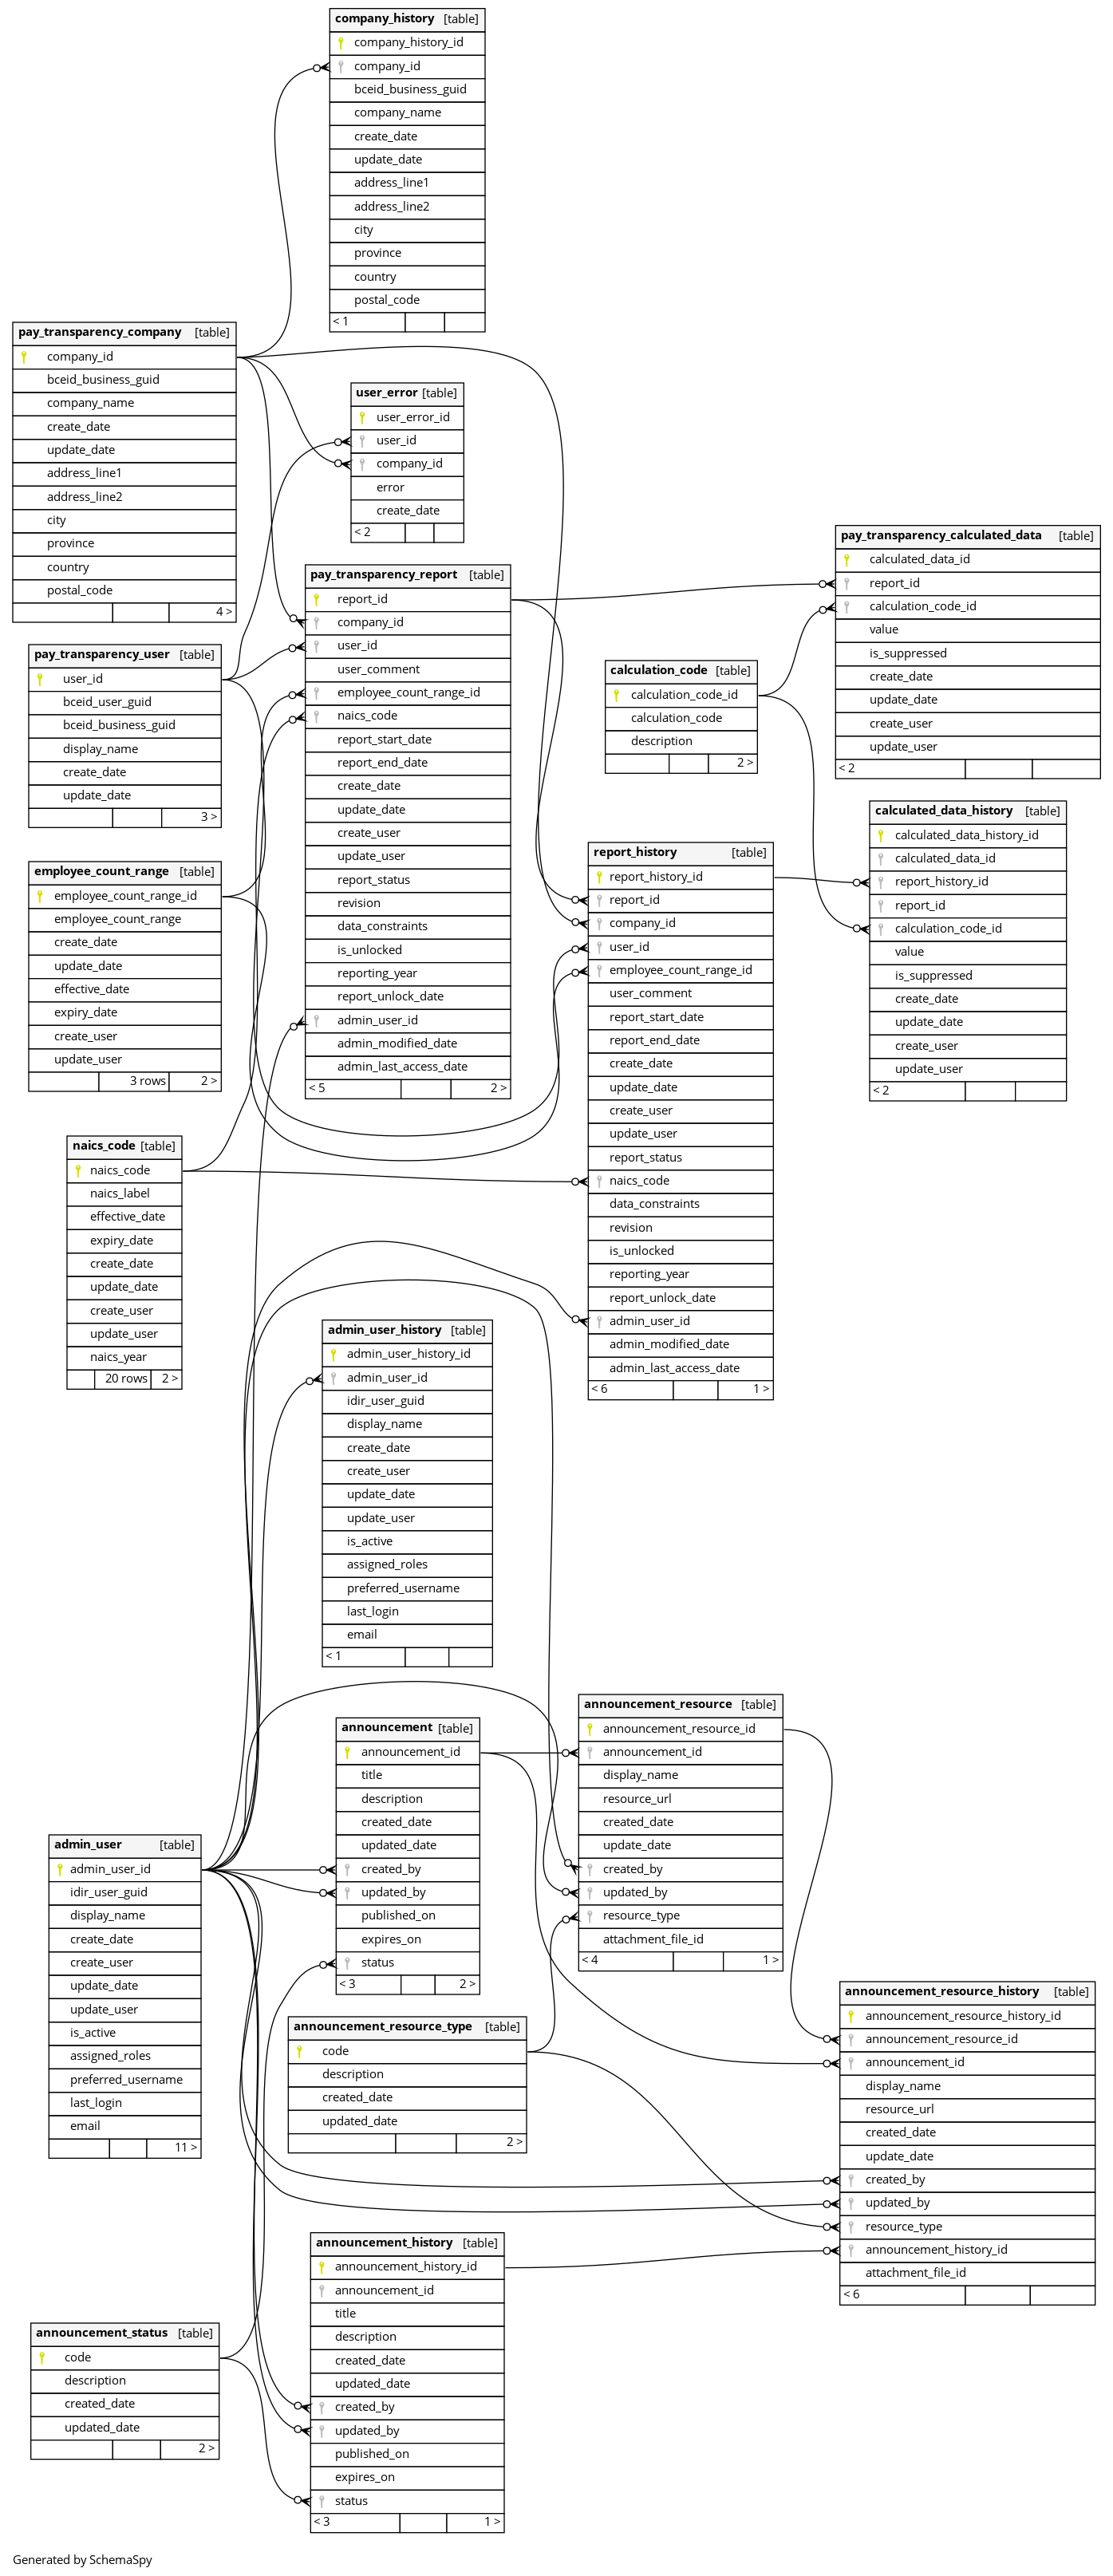 company_history [table]
company_history_id
company_id
bceid_business_guid
company_name
create_date
update_date
address_line1
address_line2
city
province
country
postal_code
< 1
pay_transparency_company [table]
company_id
bceid_business_guid
company_name
create_date
update_date
address_line1
address_line2
city
province
country
postal_code
4 >
user_error [table]
user_error_id
user_id
company_id
error
create_date
< 2
pay_transparency_calculated_data [table]
calculated_data_id
report_id
calculation_code_id
value
is_suppressed
create_date
update_date
create_user
update_user
< 2
pay_transparency_report [table]
report_id
company_id
user_id
user_comment
employee_count_range_id
naics_code
report_start_date
report_end_date
create_date
update_date
create_user
update_user
report_status
revision
data_constraints
is_unlocked
reporting_year
report_unlock_date
admin_user_id
admin_modified_date
admin_last_access_date
< 5 2 >
pay_transparency_user [table]
user_id
bceid_user_guid
bceid_business_guid
display_name
create_date
update_date
3 >
calculation_code [table]
calculation_code_id
calculation_code
description
2 >
calculated_data_history [table]
calculated_data_history_id
calculated_data_id
report_history_id
report_id
calculation_code_id
value
is_suppressed
create_date
update_date
create_user
update_user
< 2
employee_count_range [table]
employee_count_range_id
employee_count_range
create_date
update_date
effective_date
expiry_date
create_user
update_user
3 rows 2 >
report_history [table]
report_history_id
report_id
company_id
user_id
employee_count_range_id
user_comment
report_start_date
report_end_date
create_date
update_date
create_user
update_user
report_status
naics_code
data_constraints
revision
is_unlocked
reporting_year
report_unlock_date
admin_user_id
admin_modified_date
admin_last_access_date
< 6 1 >
naics_code [table]
naics_code
naics_label
effective_date
expiry_date
create_date
update_date
create_user
update_user
naics_year
20 rows 2 >
admin_user_history [table]
admin_user_history_id
admin_user_id
idir_user_guid
display_name
create_date
create_user
update_date
update_user
is_active
assigned_roles
preferred_username
last_login
email
< 1
announcement_resource [table]
announcement_resource_id
announcement_id
display_name
resource_url
created_date
update_date
created_by
updated_by
resource_type
attachment_file_id
< 4 1 >
announcement [table]
announcement_id
title
description
created_date
updated_date
created_by
updated_by
published_on
expires_on
status
< 3 2 >
admin_user [table]
admin_user_id
idir_user_guid
display_name
create_date
create_user
update_date
update_user
is_active
assigned_roles
preferred_username
last_login
email
11 >
announcement_resource_history [table]
announcement_resource_history_id
announcement_resource_id
announcement_id
display_name
resource_url
created_date
update_date
created_by
updated_by
resource_type
announcement_history_id
attachment_file_id
< 6
announcement_resource_type [table]
code
description
created_date
updated_date
2 >
announcement_history [table]
announcement_history_id
announcement_id
title
description
created_date
updated_date
created_by
updated_by
published_on
expires_on
status
< 3 1 >
announcement_status [table]
code
description
created_date
updated_date
2 >
Generated by SchemaSpy